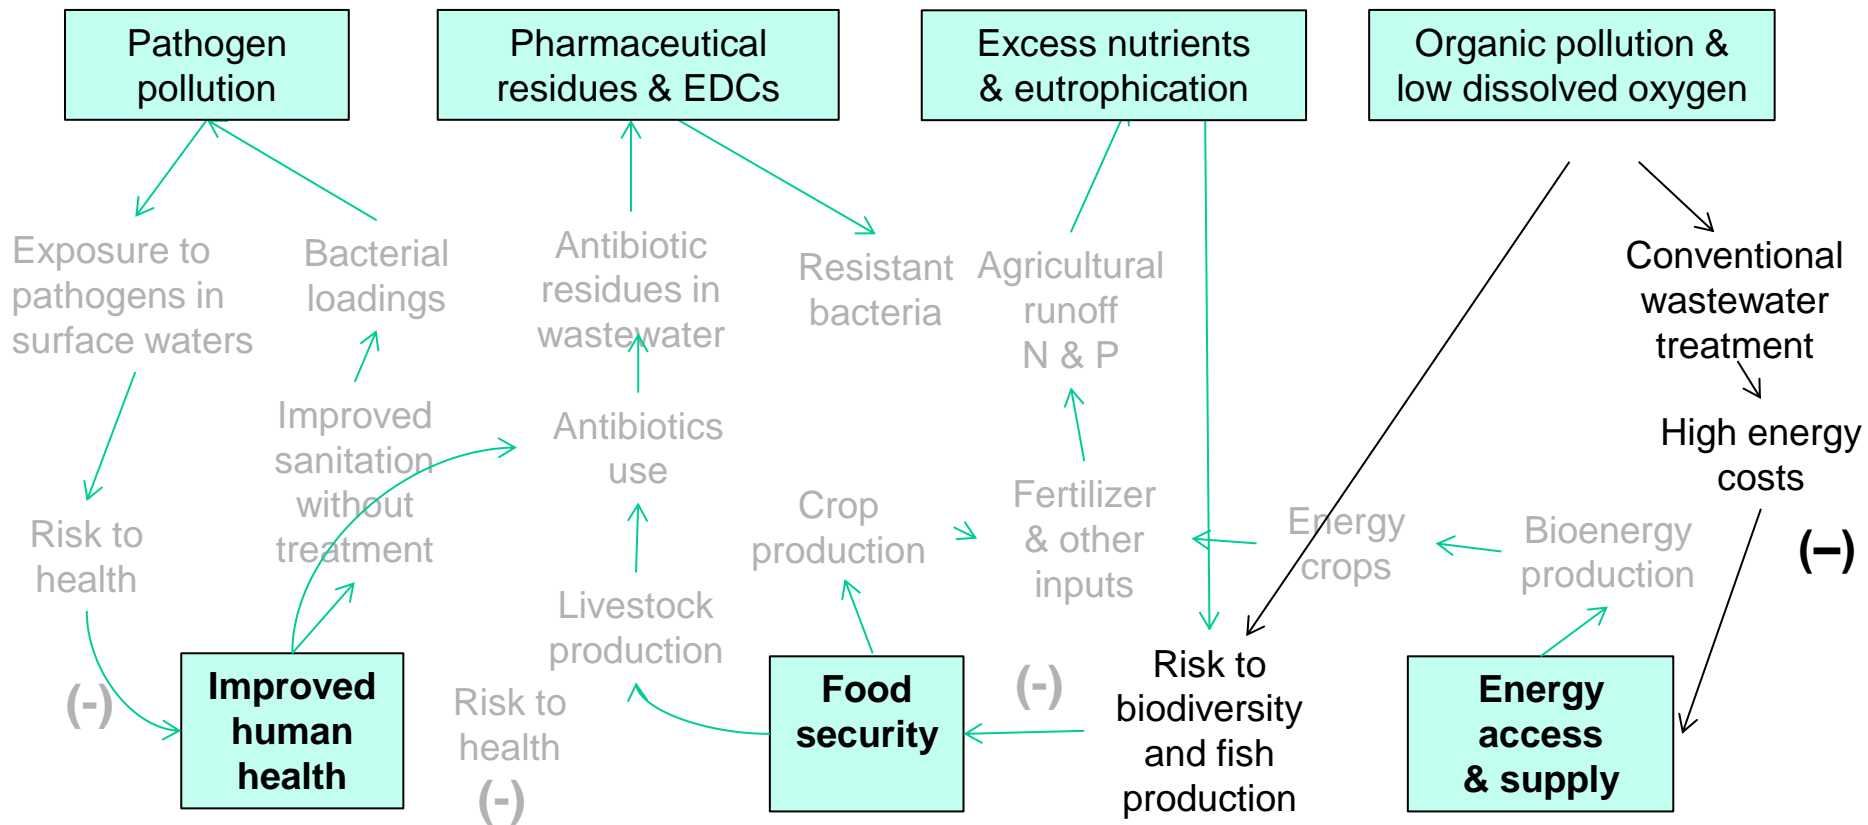 Pathogen
pollution
Pharmaceutical
residues & EDCs
Excess nutrients
& eutrophication
Organic pollution &
low dissolved oxygen
Exposure to
pathogens in
surface waters
Bacterial
loadings
Antibiotic
residues in
wastewater
Resistant
bacteria
Agricultural
runoff
N & P
Conventional
wastewater
treatment
Improved
sanitation
without
treatment
Antibiotics
use
High energy
costs
Risk to
health
Crop
production
Fertilizer
& other
inputs
Energy
crops
Bioenergy
production
(–)
Livestock
production
(-)
Improved
human
health
Risk to
health
(-)
Food
security
(-)
Risk to
biodiversity
and fish
production
Energy
access
& supply